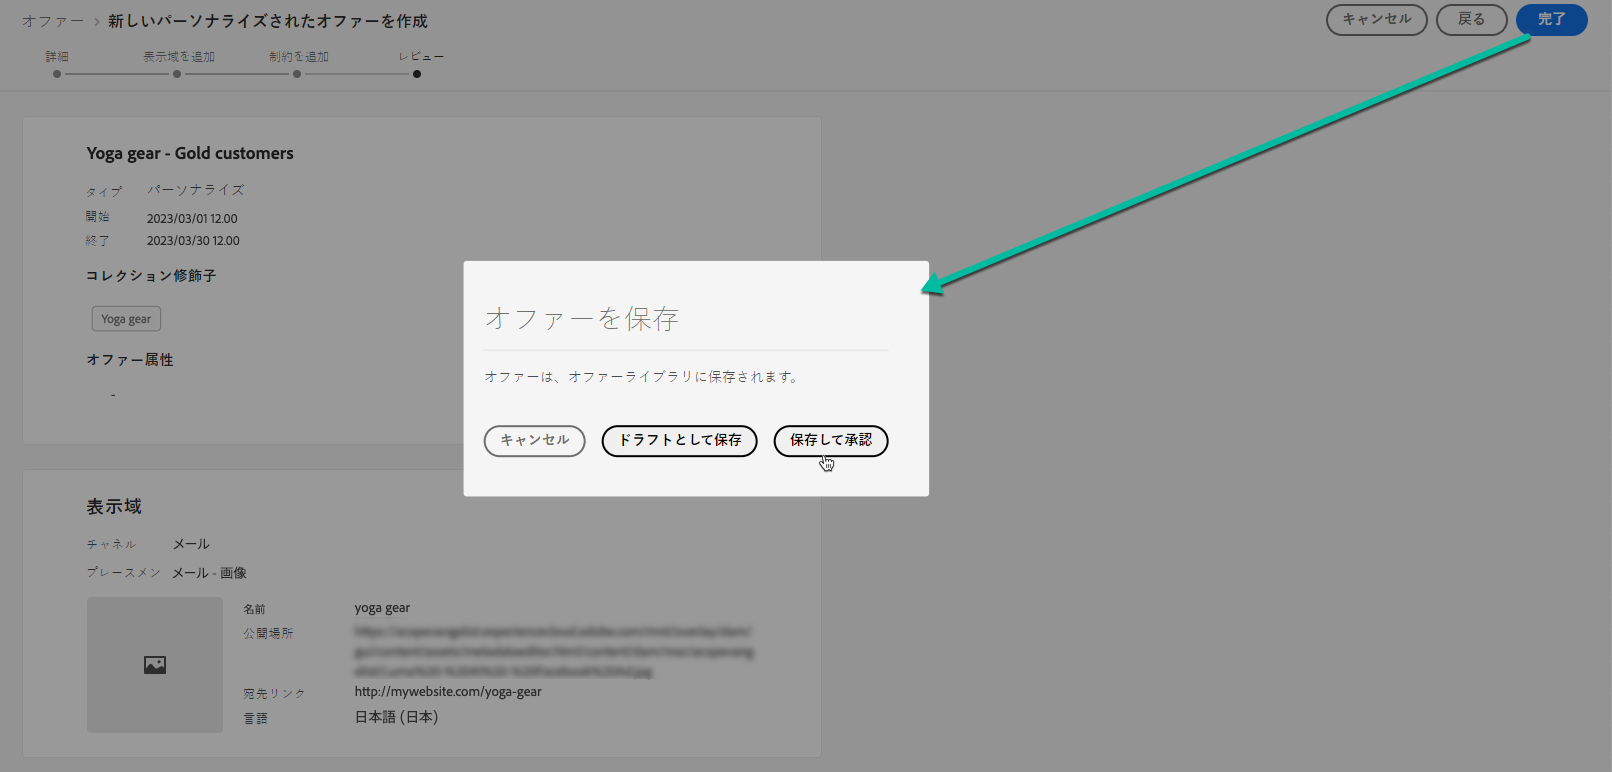 オファー > 新しいパーソナライズされたオファーを作成
キャンセル 戻る 完了
詳細 表示域を追加 制約を追加 レビュー
Yoga gear - Gold customers
タイプ パーソナライズ
開始 2023/03/01 12.00
終了 2023/03/30 12.00
コレクション修飾子
Yoga gear
オファー属性
-
オファーを保存
オファーは、オファーライブラリに保存されます。
キャンセル ドラフトとして保存 保存して承認
表示域
チャネル メール
プレースメン メール - 画像
名前 yoga gear
公開場所
宛先リンク http://mywebsite.com/yoga-gear
言語 日本語 (日本)